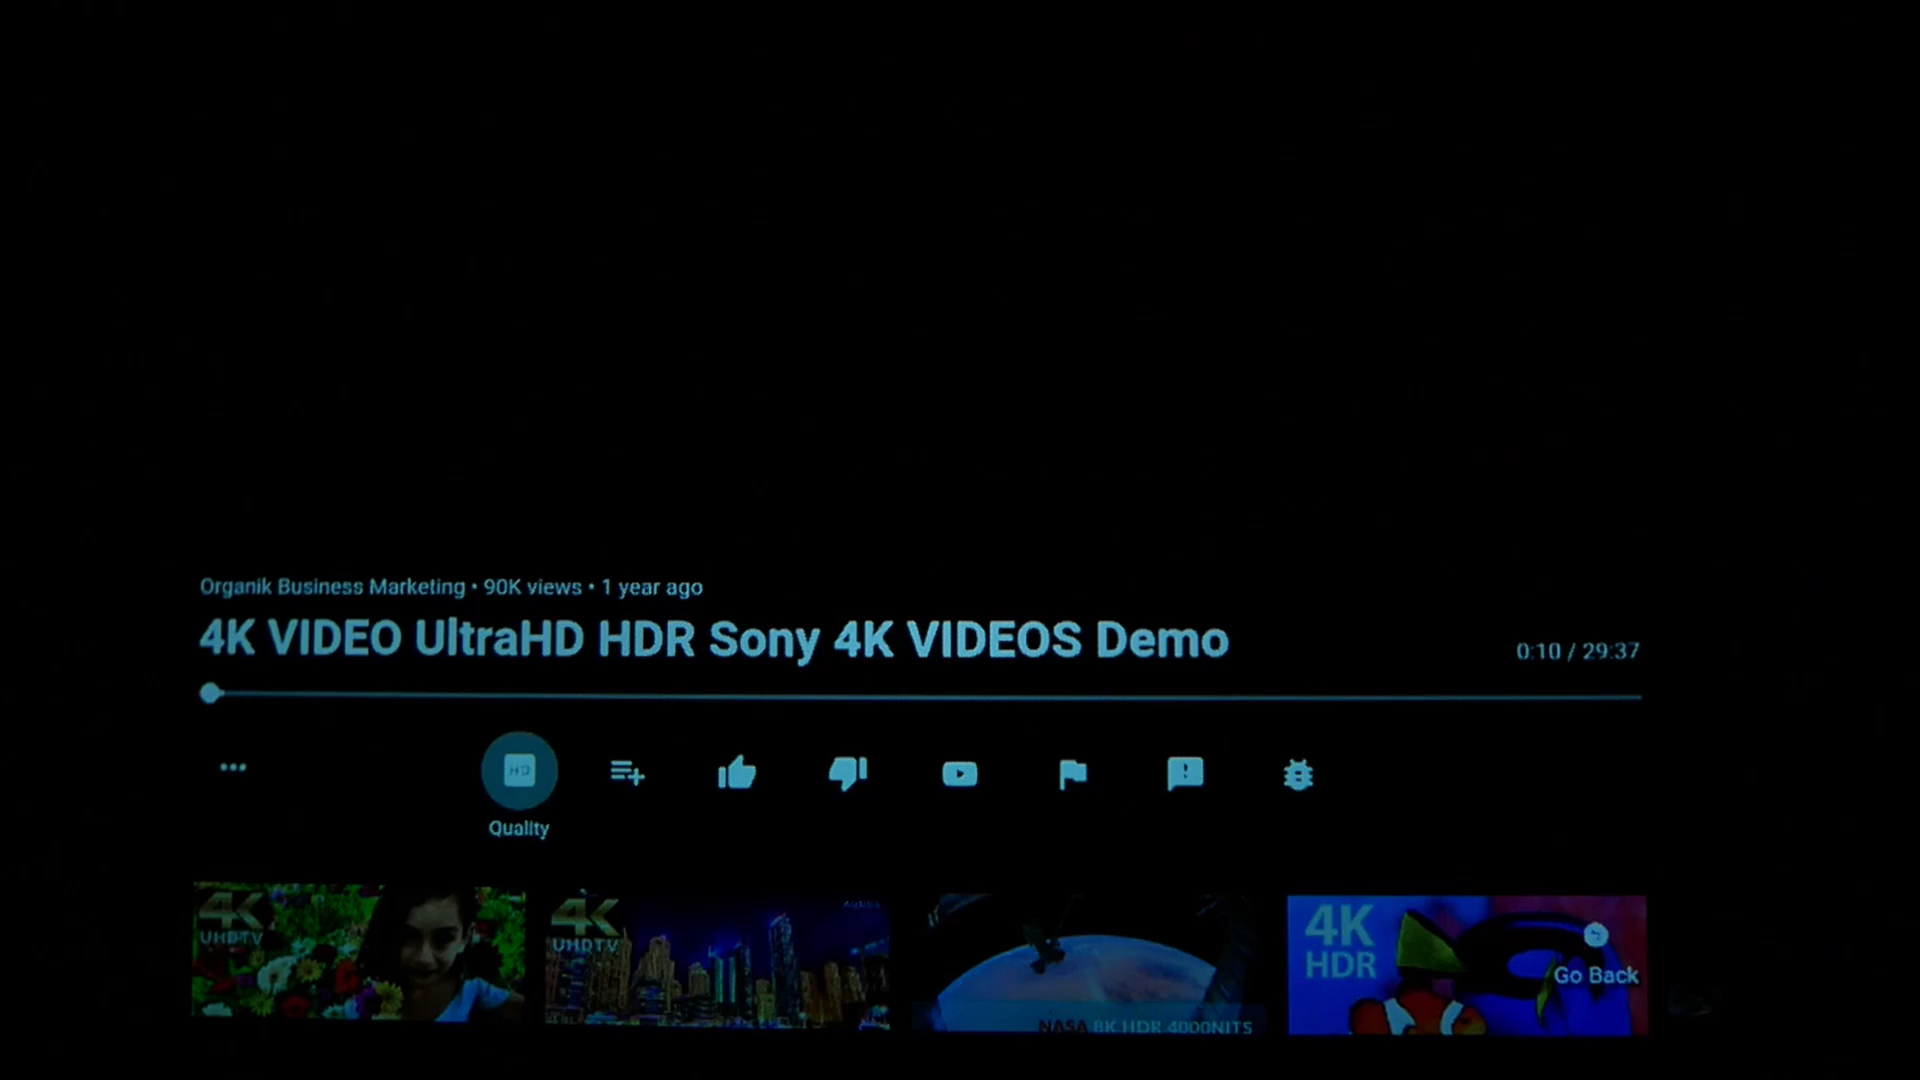 Organik Business Marketing • 90K views • 1 year ago
4K VIDEO UltraHD HDR Sony 4K VIDEOS Demo
0:10 / 29:37
HD
Quality
4K
UHDTV
4K
UHDTV
NASA 8K HDR 4000NITS
4K
HDR
Go Back